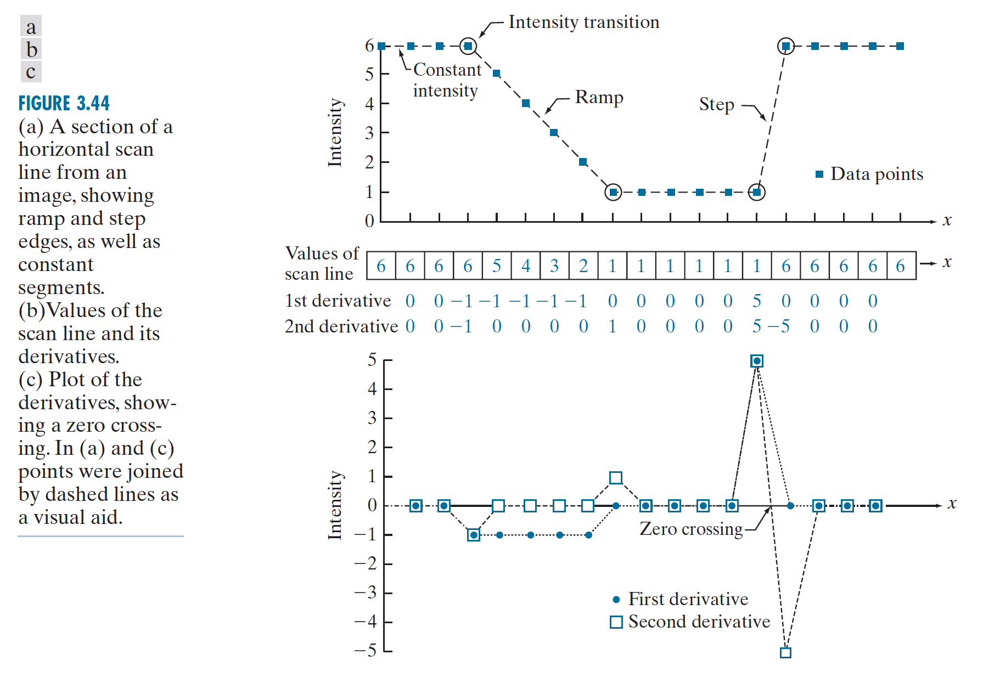 a
b
c
FIGURE 3.44
(a) A section of a
horizontal scan
line from an
image, showing
ramp and step
edges, as well as
constant
segments.
(b)Values of the
scan line and its
derivatives.
(c) Plot of the
derivatives, show-
ing a zero cross-
ing. In (a) and (c)
points were joined
by dashed lines as
a visual aid.
Intensity transition
6
Constant
intensity
5
Ramp
Step
4
Intensity
3
2
Data points
1
0
x
Values of
scan line
6 6 6 6 5 4 3 2 1 1 1 1 1 1 6 6 6 6 6
x
1st derivative 0 0 −1 −1 −1 −1 −1 0 0 0 0 0 5 0 0 0 0
2nd derivative 0 0 −1 0 0 0 0 1 0 0 0 0 5 −5 0 0 0
5
4
3
2
1
0
x
Intensity
Zero crossing
−1
−2
−3
First derivative
−4
Second derivative
−5